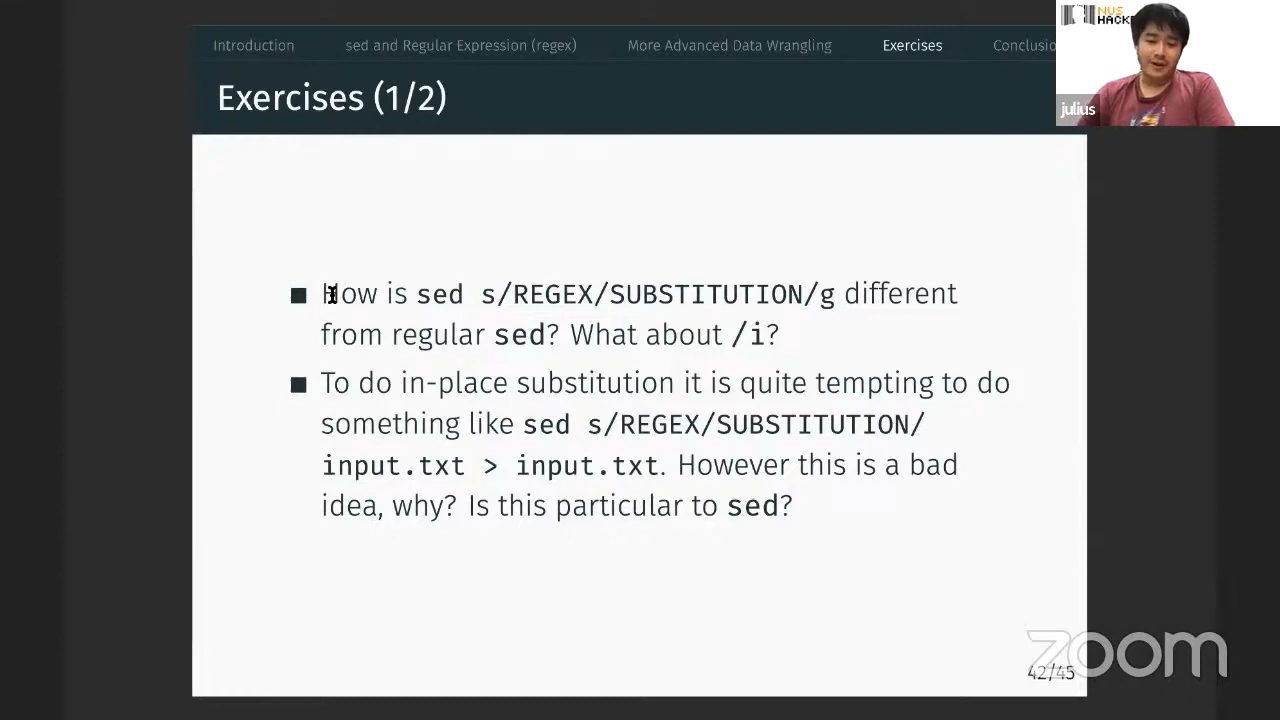 Introduction sed and Regular Expression (regex) More Advanced Data Wrangling Exercises Conclusio
NUS
HACKE
julius
Exercises (1/2)
How is sed s/REGEX/SUBSTITUTION/g different
from regular sed? What about /i?
To do in-place substitution it is quite tempting to do
something like sed s/REGEX/SUBSTITUTION/
input.txt > input.txt. However this is a bad
idea, why? Is this particular to sed?
zoom
42/45